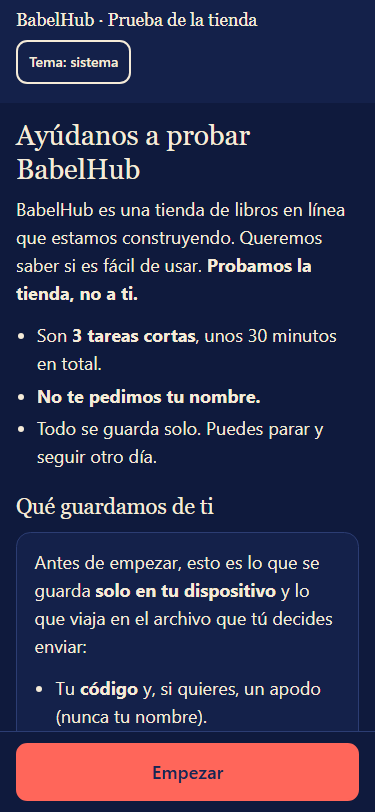 BabelHub · Prueba de la tienda
Tema: sistema
Ayúdanos a probar
BabelHub
BabelHub es una tienda de libros en línea
que estamos construyendo. Queremos
saber si es fácil de usar. Probamos la
tienda, no a ti.
• Son 3 tareas cortas, unos 30 minutos
en total.
• No te pedimos tu nombre.
• Todo se guarda solo. Puedes parar y
seguir otro día.
Qué guardamos de ti
Antes de empezar, esto es lo que se
guarda solo en tu dispositivo y lo
que viaja en el archivo que tú decides
enviar:
• Tu código y, si quieres, un apodo
(nunca tu nombre).
Empezar